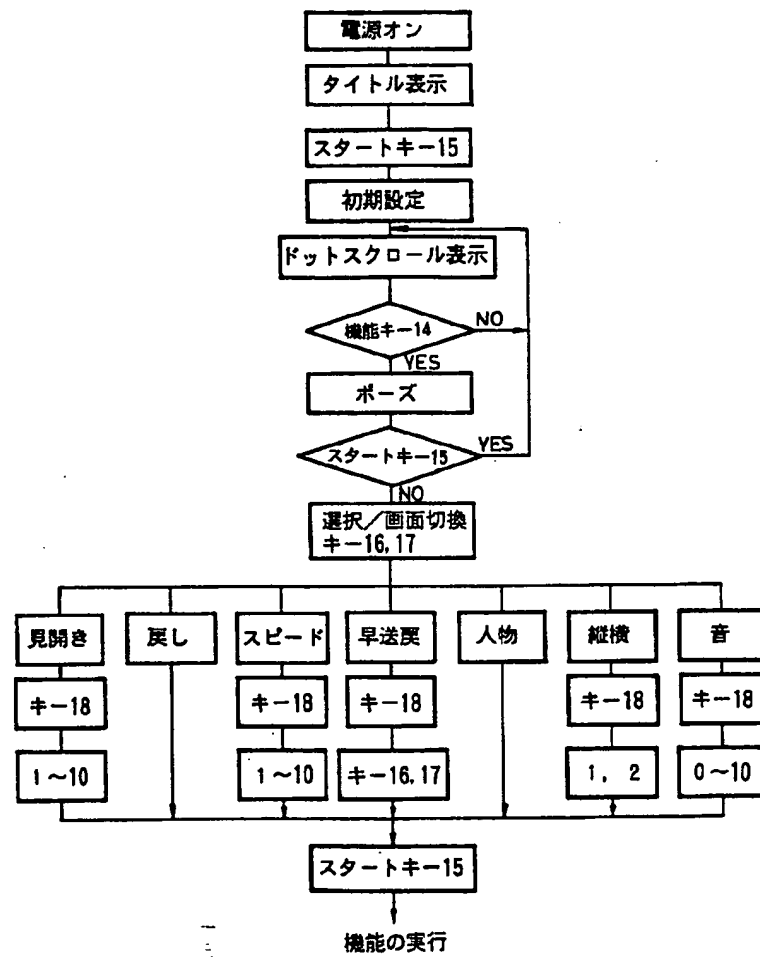 電源オン
タイトル表示
スタートキー15
初期設定
ドットスクロール表示
機能キー14
NO
YES
ポーズ
スタートキー15
YES
NO
選択／画面切換
キー16,17
見開き
戻し
スピード
早送戻
人物
縦横
音
キー18
キー18
キー18
キー18
キー18
1～10
1～10
キー16,17
1, 2
0～10
スタートキー15
機能の実行